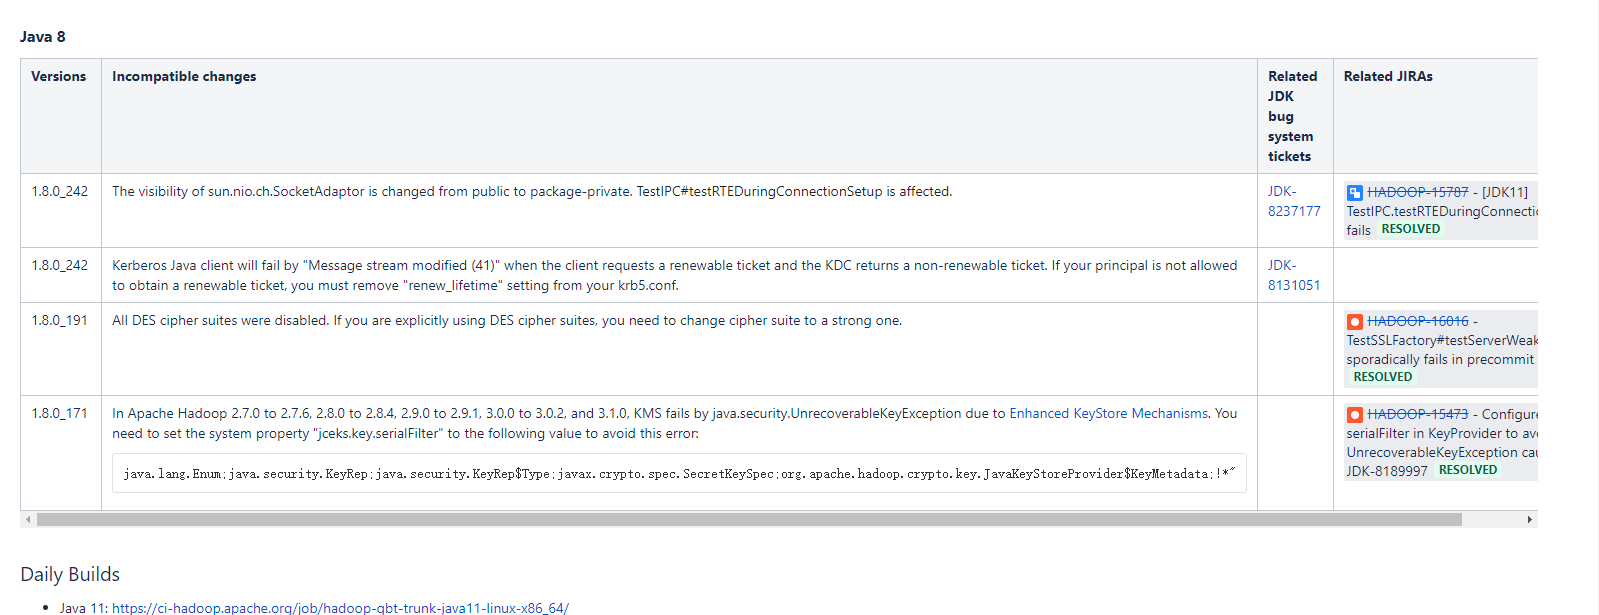 Java 8
Versions
Incompatible changes
Related
JDK
bug
system
tickets
Related JIRAs
1.8.0_242
The visibility of sun.nio.ch.SocketAdaptor is changed from public to package-private. TestIPC#testRTEDuringConnectionSetup is affected.
JDK-
8237177
HADOOP-15787 - [JDK11]
TestIPC.testRTEDuringConnectio
fails RESOLVED
1.8.0_242
Kerberos Java client will fail by "Message stream modified (41)" when the client requests a renewable ticket and the KDC returns a non-renewable ticket. If your principal is not allowed
to obtain a renewable ticket, you must remove "renew_lifetime" setting from your krb5.conf.
JDK-
8131051
1.8.0_191
All DES cipher suites were disabled. If you are explicitly using DES cipher suites, you need to change cipher suite to a strong one.
HADOOP-16016 -
TestSSLFactory#testServerWeak
sporadically fails in precommit
RESOLVED
1.8.0_171
In Apache Hadoop 2.7.0 to 2.7.6, 2.8.0 to 2.8.4, 2.9.0 to 2.9.1, 3.0.0 to 3.0.2, and 3.1.0, KMS fails by java.security.UnrecoverableKeyException due to Enhanced KeyStore Mechanisms. You
need to set the system property "jceks.key.serialFilter" to the following value to avoid this error:
java.lang.Enum;java.security.KeyRep;java.security.KeyRep$Type;javax.crypto.spec.SecretKeySpec;org.apache.hadoop.crypto.key.JavaKeyStoreProvider$KeyMetadata;!*"
HADOOP-15473 - Configure
serialFilter in KeyProvider to avo
UnrecoverableKeyException cau
JDK-8189997 RESOLVED
Daily Builds
• Java 11: https://ci-hadoop.apache.org/job/hadoop-qbt-trunk-java11-linux-x86_64/